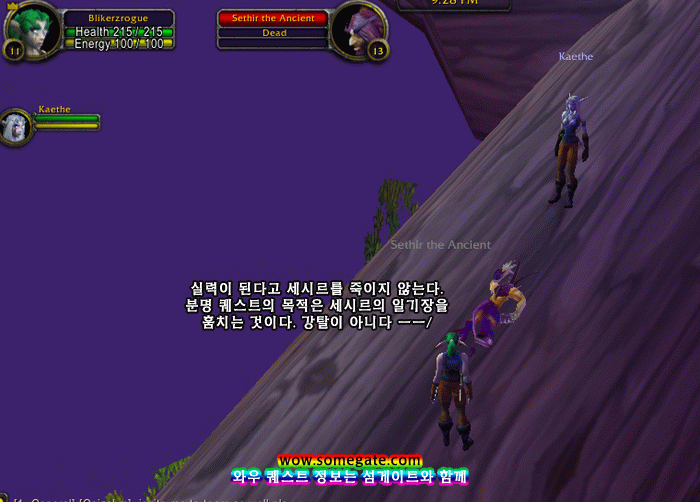 9:28 PM
Blikerzrogue
Health 215 / 215
Energy 100 / 100
11
Sethir the Ancient
Dead
13
Kaethe
Kaethe
Sethir the Ancient
실력이 된다고 세시르를 죽이지 않는다.
분명 퀘스트의 목적은 세시르의 일기장을
훔치는 것이다. 강탈이 아니다 ㅡㅡ/
www.somegate.com
와우 퀘스트 정보는 섬게이트와 함께